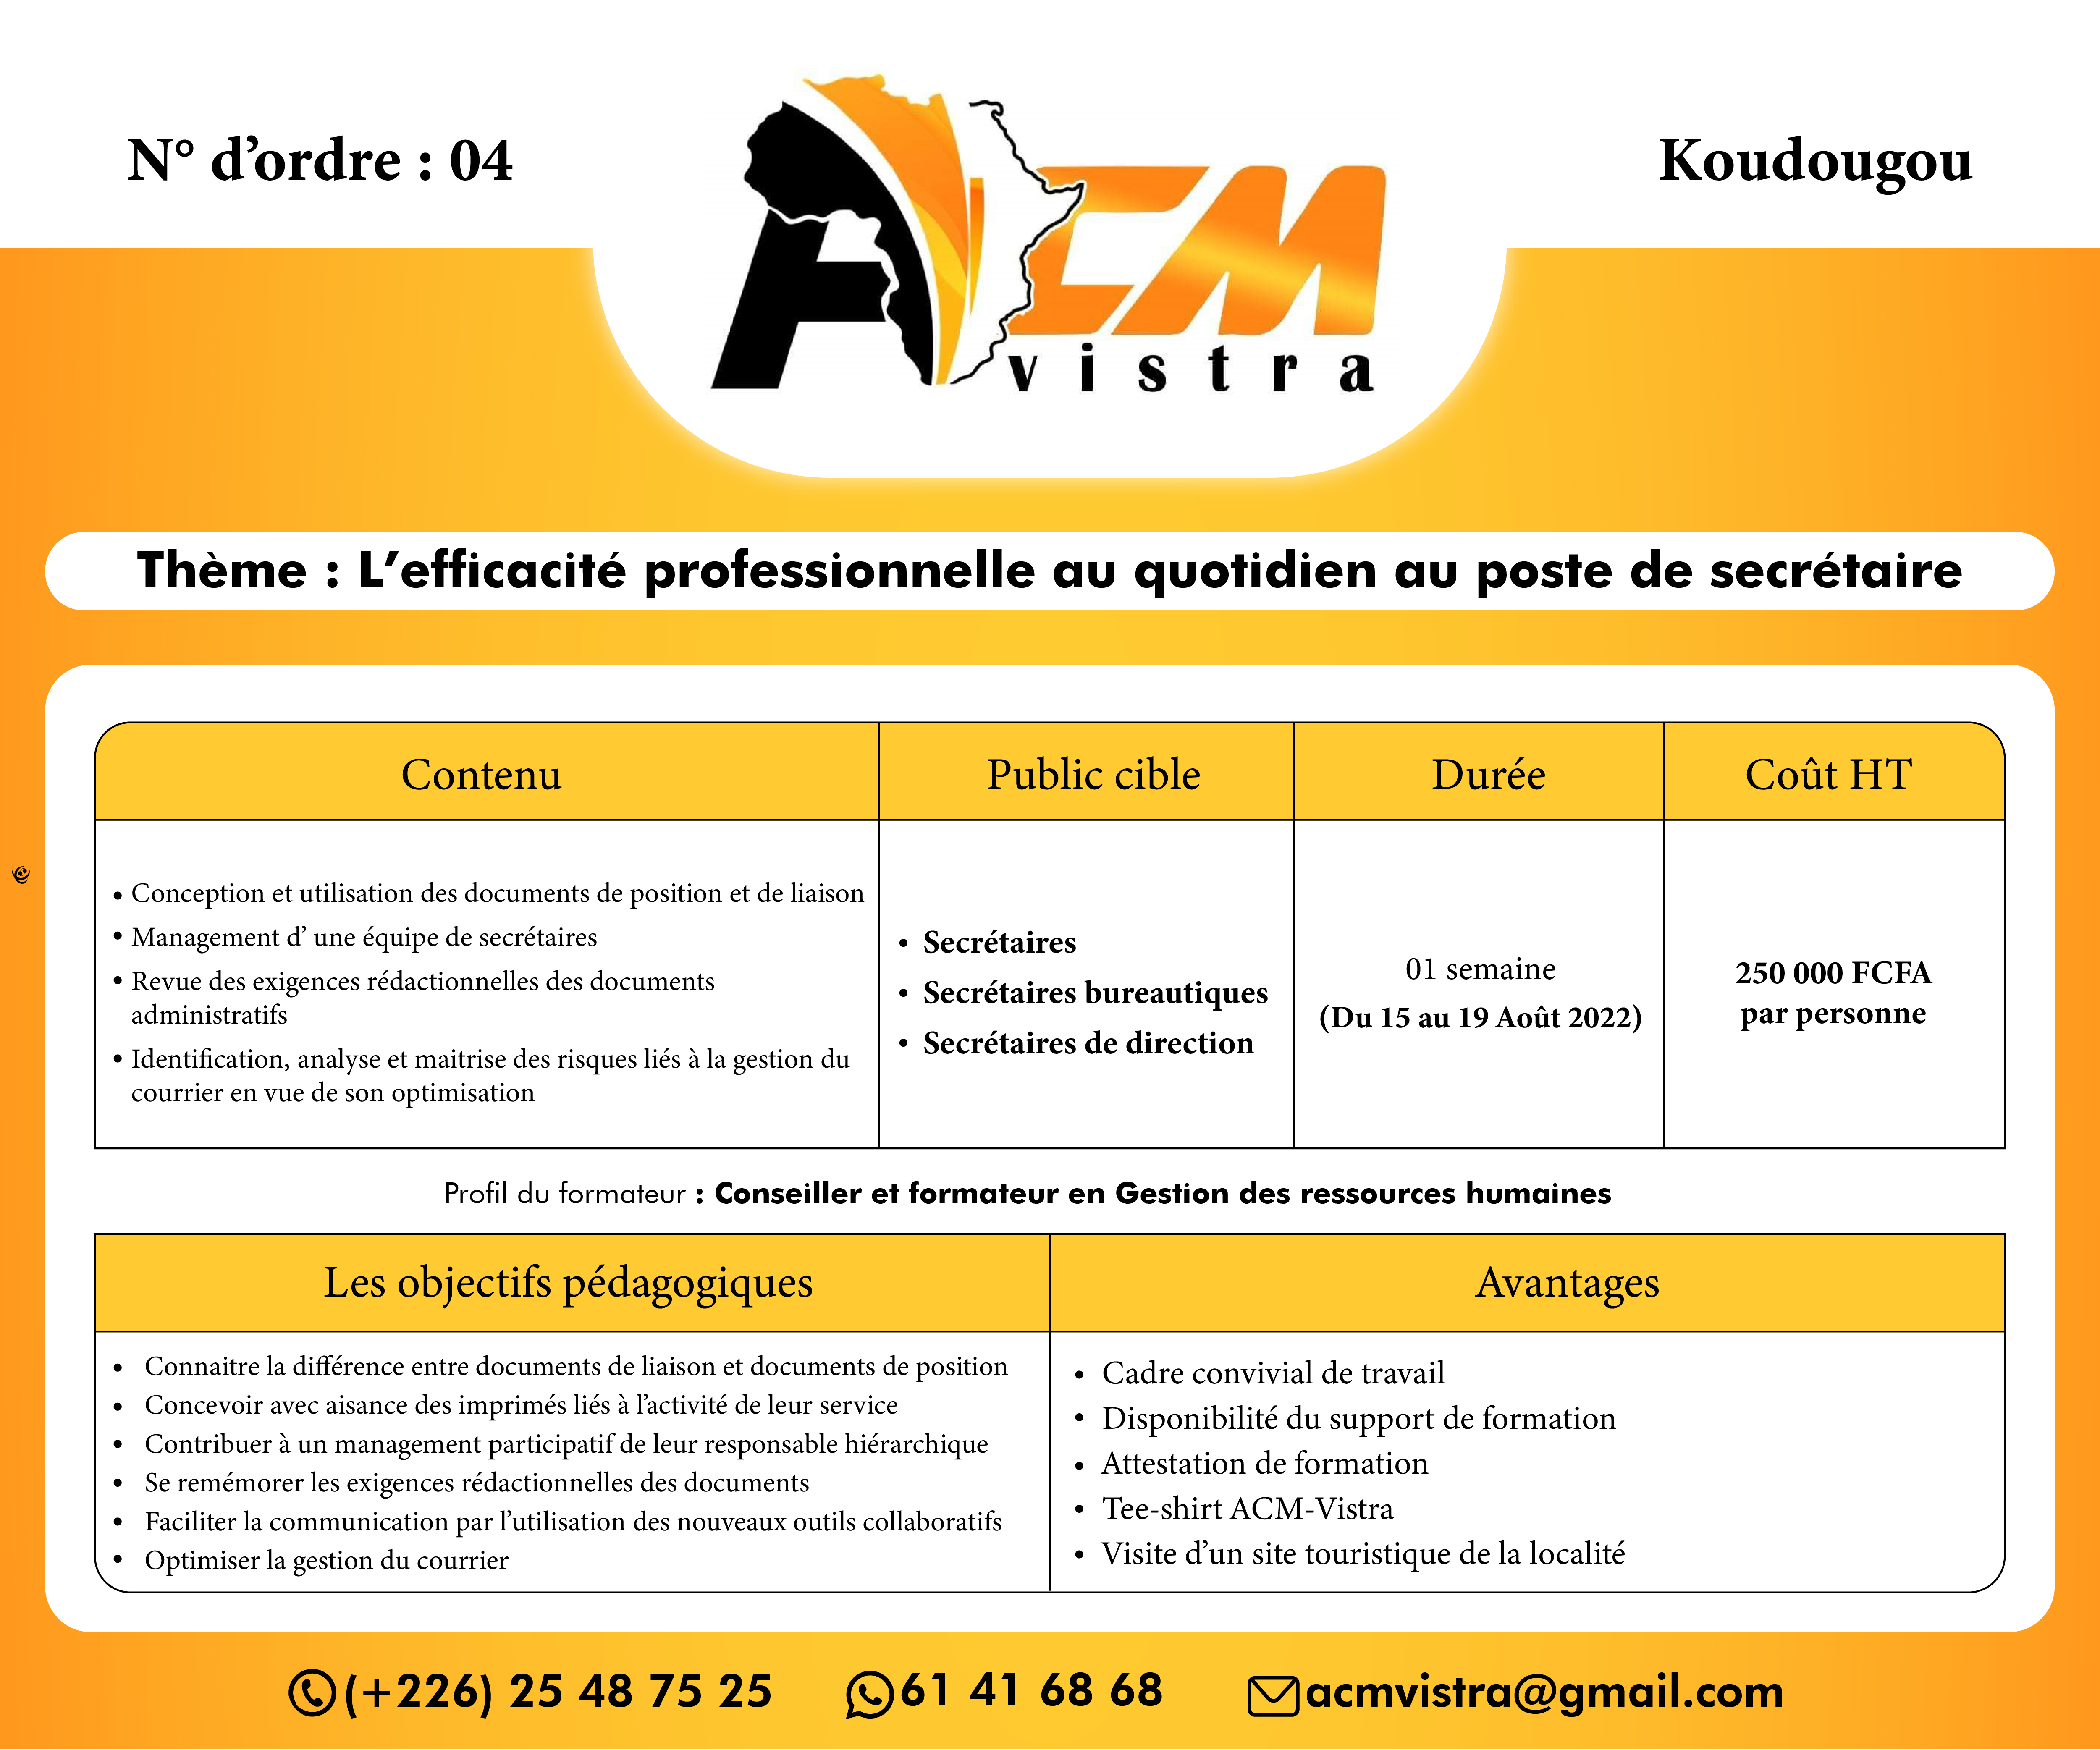 N° d’ordre : 04
ACM
vistra
Koudougou
Thème : L’efficacité professionnelle au quotidien au poste de secrétaire
Contenu
Public cible
Durée
Coût HT
• Conception et utilisation des documents de position et de liaison
• Management d’ une équipe de secrétaires
• Revue des exigences rédactionnelles des documents
administratifs
• Identification, analyse et maitrise des risques liés à la gestion du
courrier en vue de son optimisation
• Secrétaires
• Secrétaires bureautiques
• Secrétaires de direction
01 semaine
(Du 15 au 19 Août 2022)
250 000 FCFA
par personne
Profil du formateur : Conseiller et formateur en Gestion des ressources humaines
Les objectifs pédagogiques
Avantages
• Connaitre la différence entre documents de liaison et documents de position
• Concevoir avec aisance des imprimés liés à l’activité de leur service
• Contribuer à un management participatif de leur responsable hiérarchique
• Se remémorer les exigences rédactionnelles des documents
• Faciliter la communication par l’utilisation des nouveaux outils collaboratifs
• Optimiser la gestion du courrier
• Cadre convivial de travail
• Disponibilité du support de formation
• Attestation de formation
• Tee-shirt ACM-Vistra
• Visite d’un site touristique de la localité
(+226) 25 48 75 25
61 41 68 68
acmvistra@gmail.com